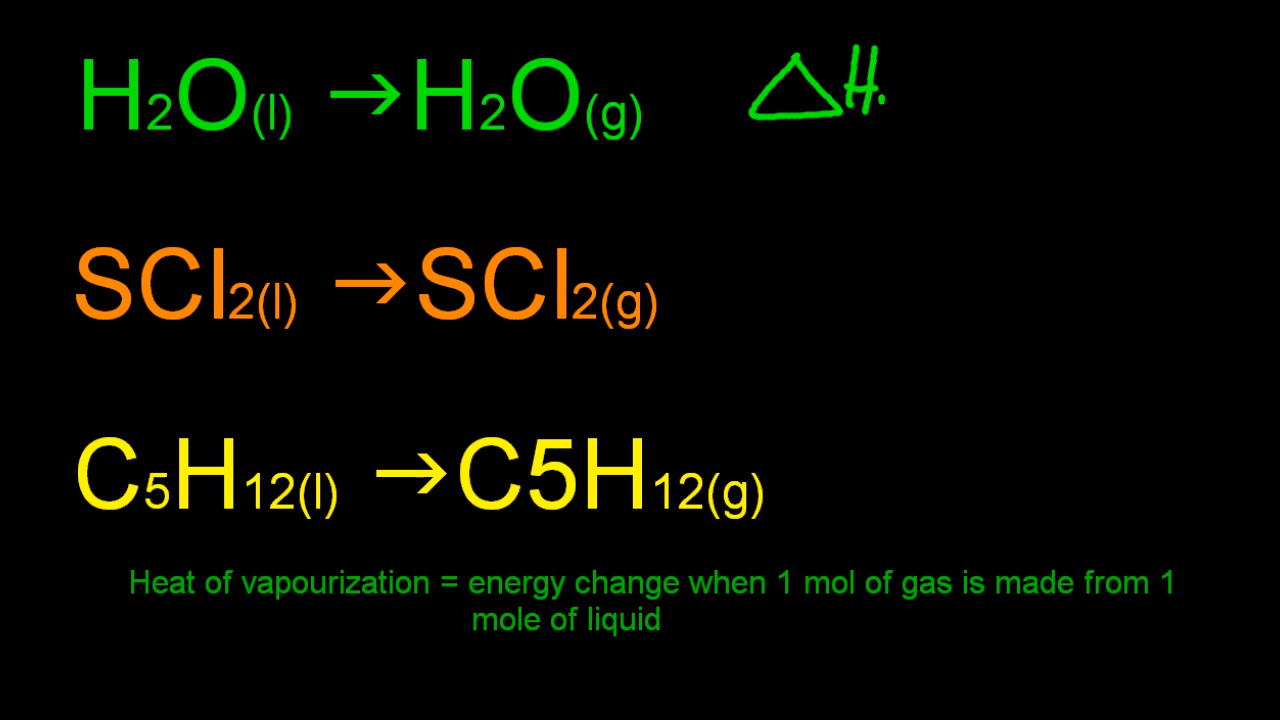 H2O(l) →H2O(g) △H.
SCl2(l) →SCl2(g)
C5H12(l) →C5H12(g)
Heat of vapourization = energy change when 1 mol of gas is made from 1
mole of liquid